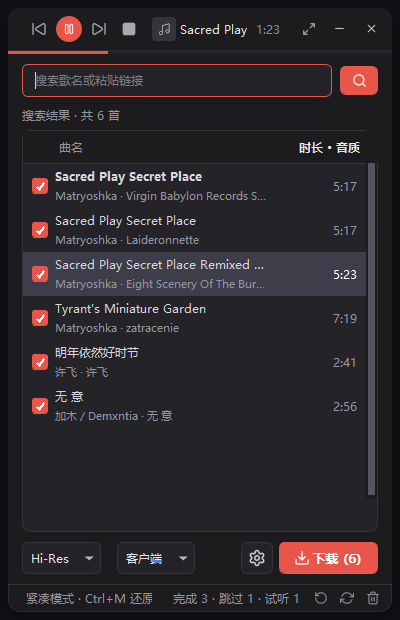 Sacred Play 1:23
搜索歌名或粘贴链接
搜索结果 · 共 6 首
曲名 时长 • 音质
Sacred Play Secret Place
Matryoshka · Virgin Babylon Records S...
5:17
Sacred Play Secret Place
Matryoshka · Laideronnette
5:17
Sacred Play Secret Place Remixed ...
Matryoshka · Eight Scenery Of The Bur...
5:23
Tyrant's Miniature Garden
Matryoshka · zatracenie
7:19
明年依然好时节
许飞 · 许飞
2:41
无 意
加木 / Demxntia · 无 意
2:56
Hi-Res 客户端 下载 (6)
紧凑模式 · Ctrl+M 还原 完成 3 · 跳过 1 · 试听 1